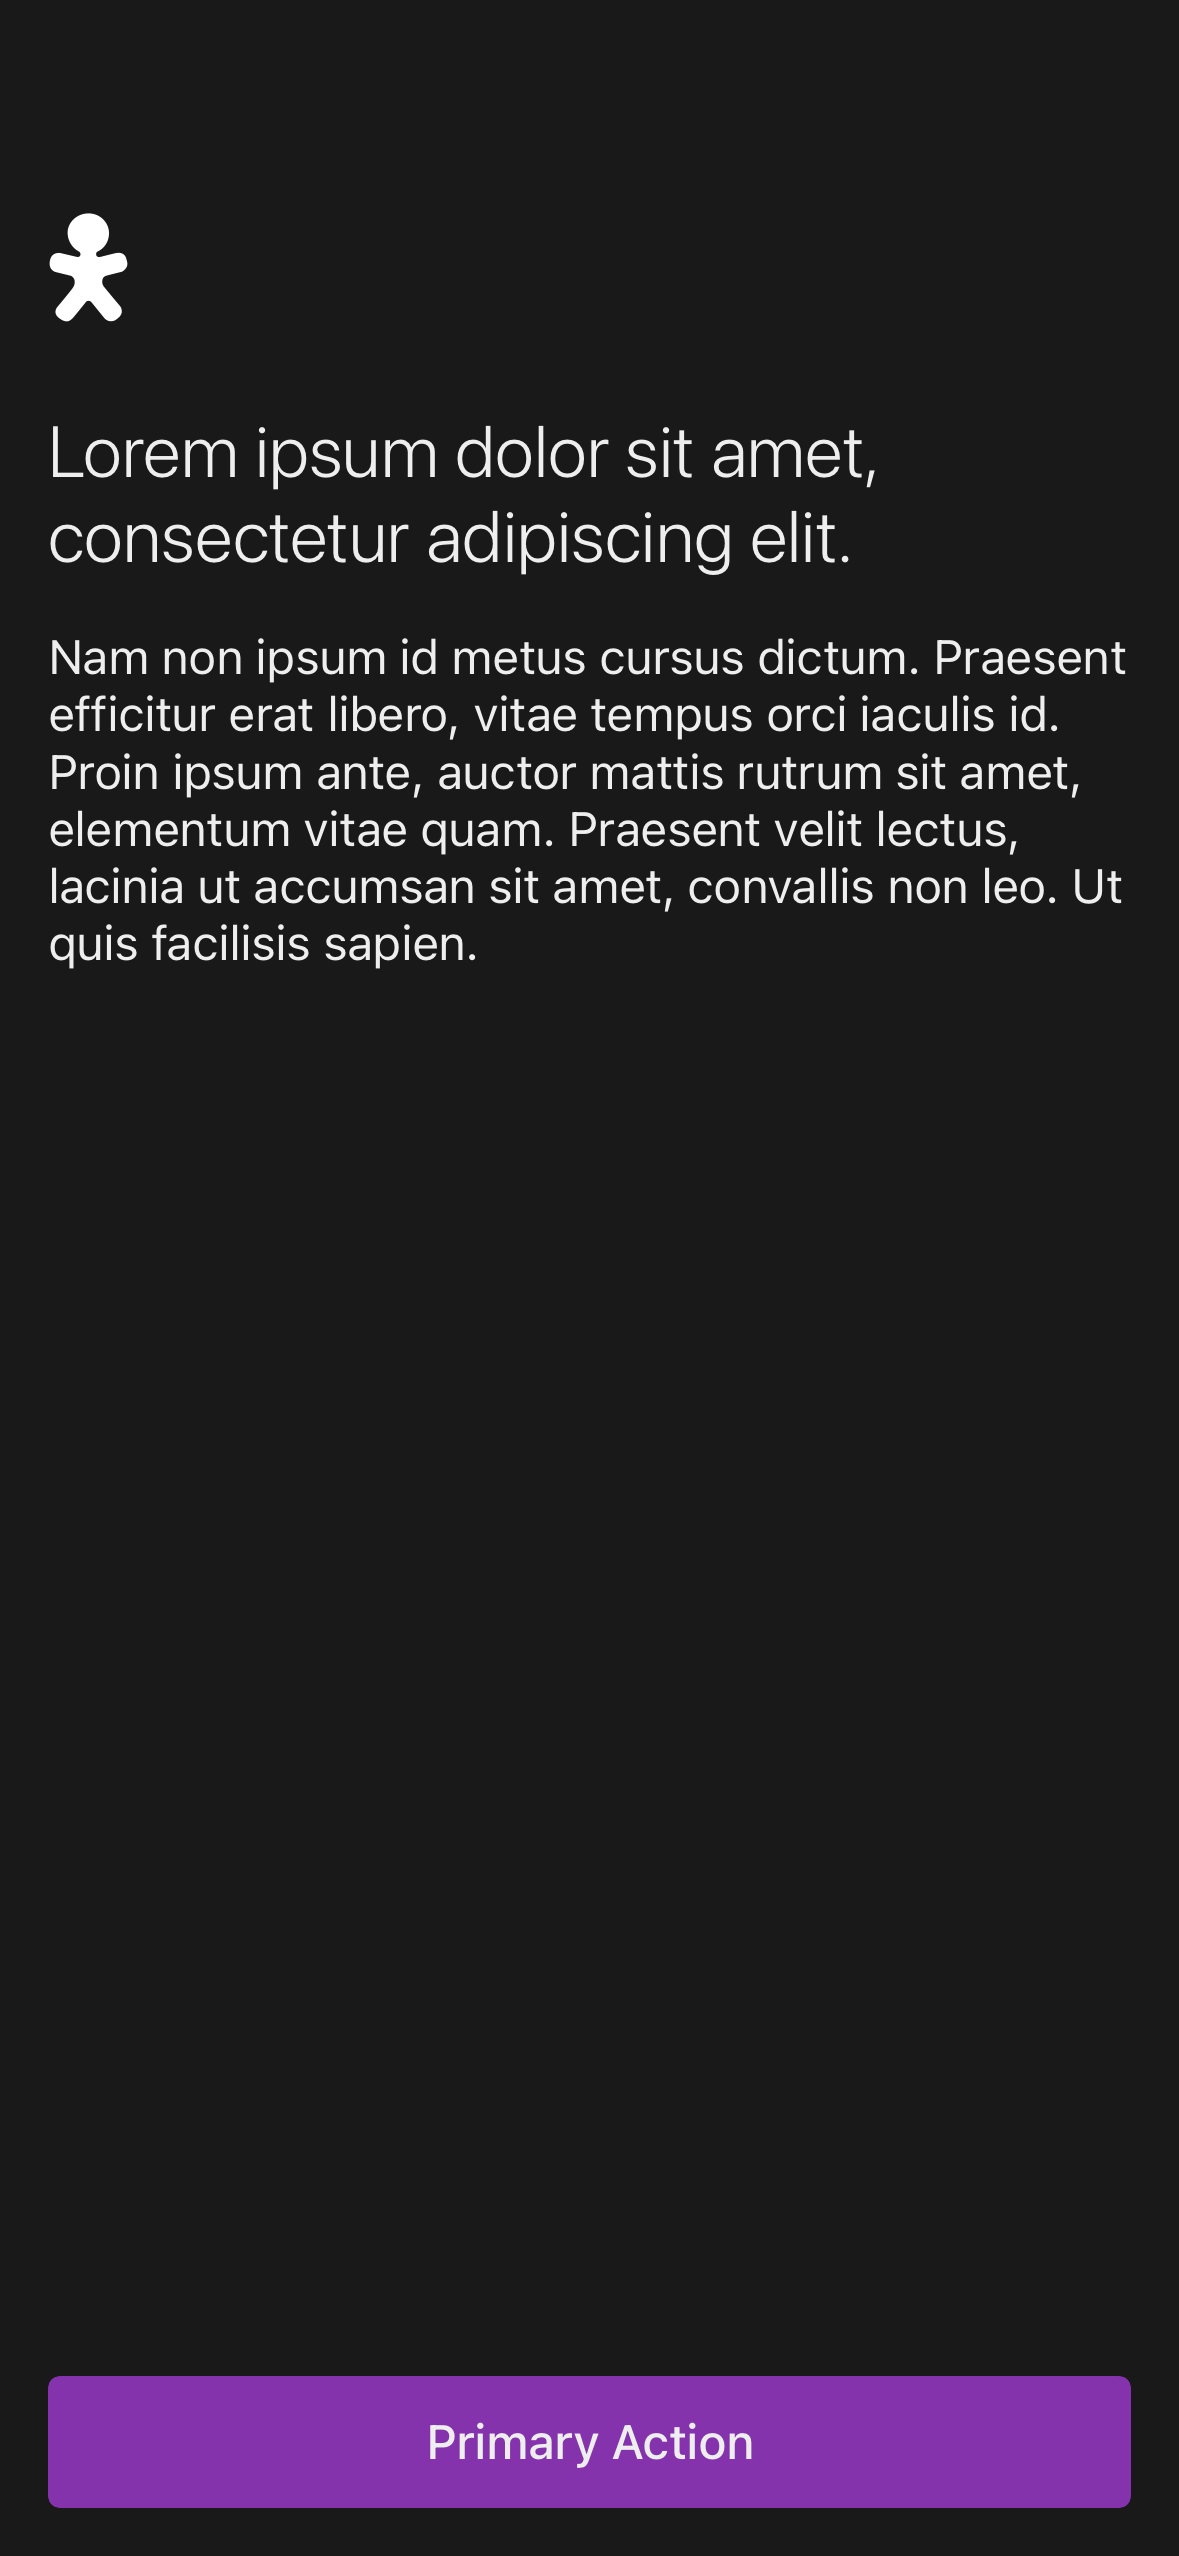 Lorem ipsum dolor sit amet,
consectetur adipiscing elit.
Nam non ipsum id metus cursus dictum. Praesent
efficitur erat libero, vitae tempus orci iaculis id.
Proin ipsum ante, auctor mattis rutrum sit amet,
elementum vitae quam. Praesent velit lectus,
lacinia ut accumsan sit amet, convallis non leo. Ut
quis facilisis sapien.
Primary Action